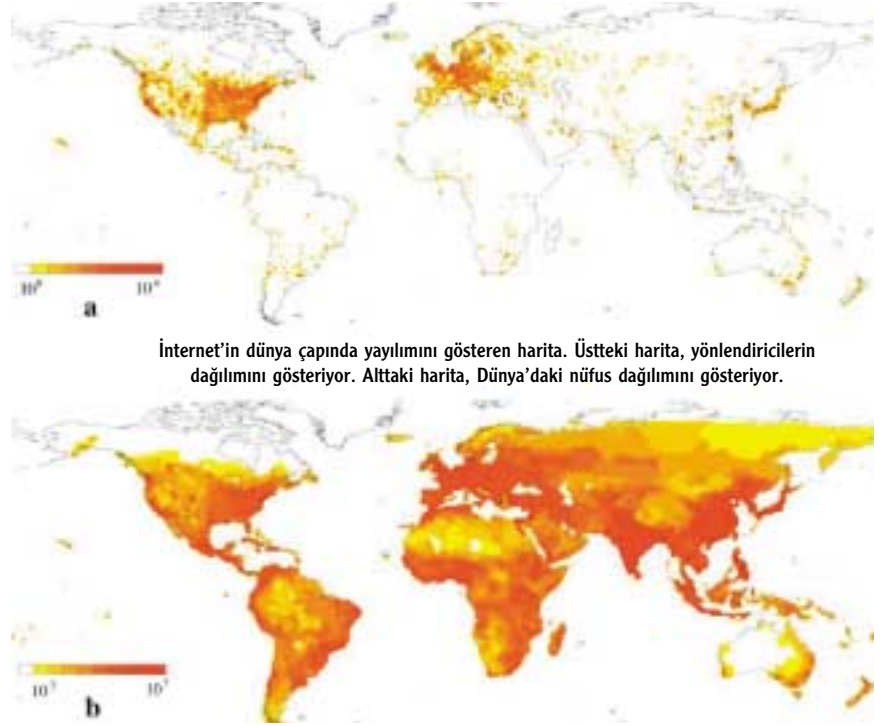 a
İnternet'in dünya çapında yayılımını gösteren harita. Üstteki harita, yönlendiricilerin
dağılımını gösteriyor. Alttaki harita, Dünya'daki nüfus dağılımını gösteriyor.
b